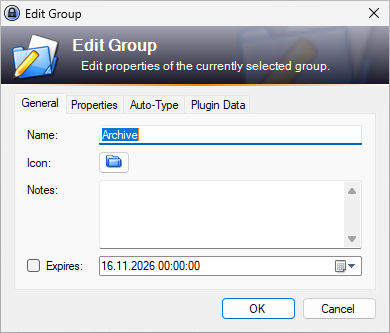 Edit Group
Edit Group
Edit properties of the currently selected group.
General Properties Auto-Type Plugin Data
Name: Archive
Icon:
Notes:
Expires: 16.11.2026 00:00:00
OK Cancel